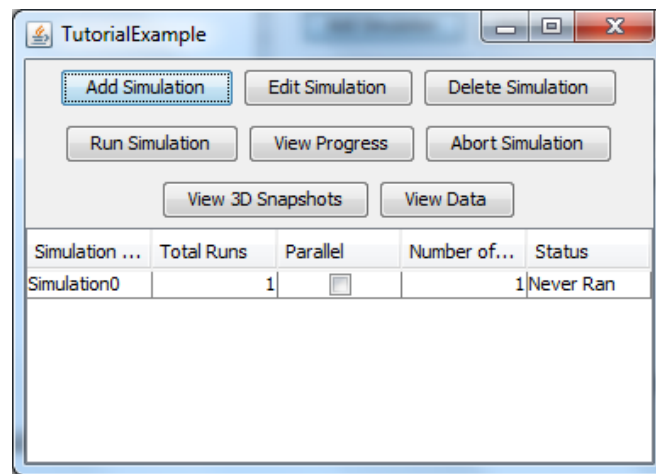 TutorialExample
Add Simulation Edit Simulation Delete Simulation
Run Simulation View Progress Abort Simulation
View 3D Snapshots View Data
Simulation ... Total Runs Parallel Number of... Status
Simulation0 1 1 Never Ran